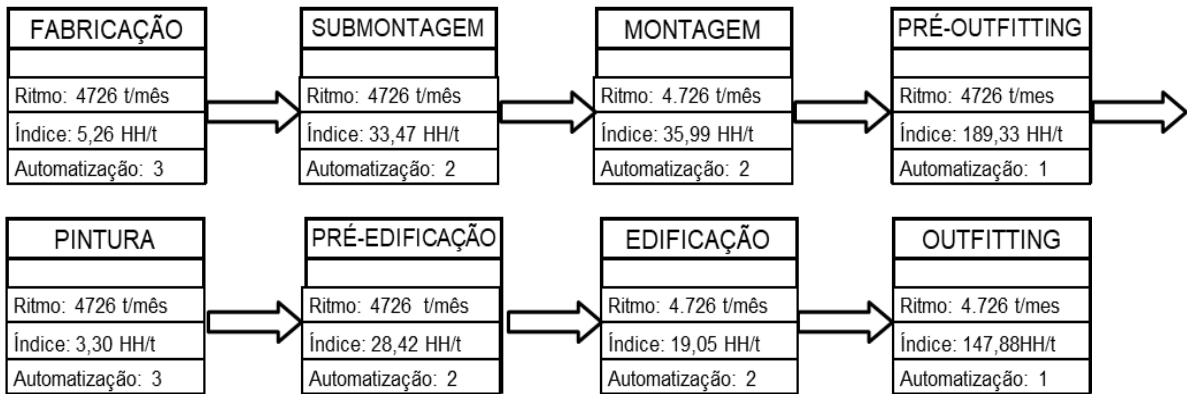 FABRICAÇÃO
Ritmo: 4726 t/mês
Índice: 5,26 HH/t
Automatização: 3
SUBMONTAGEM
Ritmo: 4726 t/mês
Índice: 33,47 HH/t
Automatização: 2
MONTAGEM
Ritmo: 4.726 t/mês
Índice: 35,99 HH/t
Automatização: 2
PRÉ-OUTFITTING
Ritmo: 4726 t/mes
Índice: 189,33 HH/t
Automatização: 1
PINTURA
Ritmo: 4726 t/mês
Índice: 3,30 HH/t
Automatização: 3
PRÉ-EDIFICAÇÃO
Ritmo: 4726 t/mês
Índice: 28,42 HH/t
Automatização: 2
EDIFICAÇÃO
Ritmo: 4.726 t/mês
Índice: 19,05 HH/t
Automatização: 2
OUTFITTING
Ritmo: 4.726 t/mes
Índice: 147,88HH/t
Automatização: 1